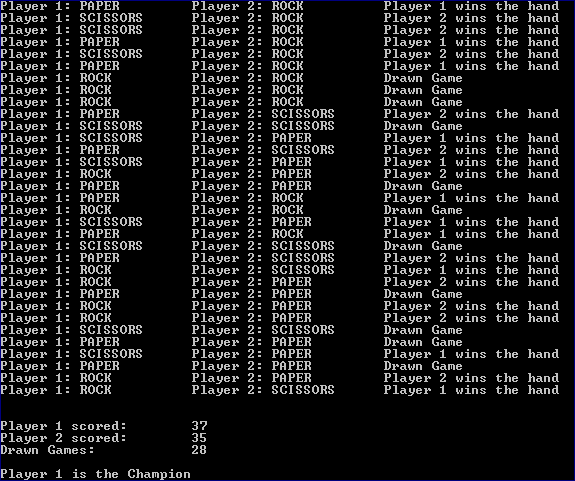 Player 1: PAPER Player 2: ROCK Player 1 wins the hand
Player 1: SCISSORS Player 2: ROCK Player 2 wins the hand
Player 1: SCISSORS Player 2: ROCK Player 2 wins the hand
Player 1: PAPER Player 2: ROCK Player 1 wins the hand
Player 1: SCISSORS Player 2: ROCK Player 2 wins the hand
Player 1: PAPER Player 2: ROCK Player 1 wins the hand
Player 1: ROCK Player 2: ROCK Drawn Game
Player 1: ROCK Player 2: ROCK Drawn Game
Player 1: ROCK Player 2: ROCK Drawn Game
Player 1: PAPER Player 2: SCISSORS Player 2 wins the hand
Player 1: SCISSORS Player 2: SCISSORS Drawn Game
Player 1: SCISSORS Player 2: PAPER Player 1 wins the hand
Player 1: PAPER Player 2: SCISSORS Player 2 wins the hand
Player 1: SCISSORS Player 2: PAPER Player 1 wins the hand
Player 1: ROCK Player 2: PAPER Player 2 wins the hand
Player 1: PAPER Player 2: PAPER Drawn Game
Player 1: PAPER Player 2: ROCK Player 1 wins the hand
Player 1: ROCK Player 2: ROCK Drawn Game
Player 1: SCISSORS Player 2: PAPER Player 1 wins the hand
Player 1: PAPER Player 2: ROCK Player 1 wins the hand
Player 1: SCISSORS Player 2: SCISSORS Drawn Game
Player 1: PAPER Player 2: SCISSORS Player 2 wins the hand
Player 1: ROCK Player 2: SCISSORS Player 1 wins the hand
Player 1: ROCK Player 2: PAPER Player 2 wins the hand
Player 1: PAPER Player 2: PAPER Drawn Game
Player 1: ROCK Player 2: PAPER Player 2 wins the hand
Player 1: ROCK Player 2: PAPER Player 2 wins the hand
Player 1: SCISSORS Player 2: SCISSORS Drawn Game
Player 1: PAPER Player 2: PAPER Drawn Game
Player 1: SCISSORS Player 2: PAPER Player 1 wins the hand
Player 1: PAPER Player 2: PAPER Drawn Game
Player 1: ROCK Player 2: PAPER Player 2 wins the hand
Player 1: ROCK Player 2: SCISSORS Player 1 wins the hand
Player 1 scored: 37
Player 2 scored: 35
Drawn Games: 28
Player 1 is the Champion